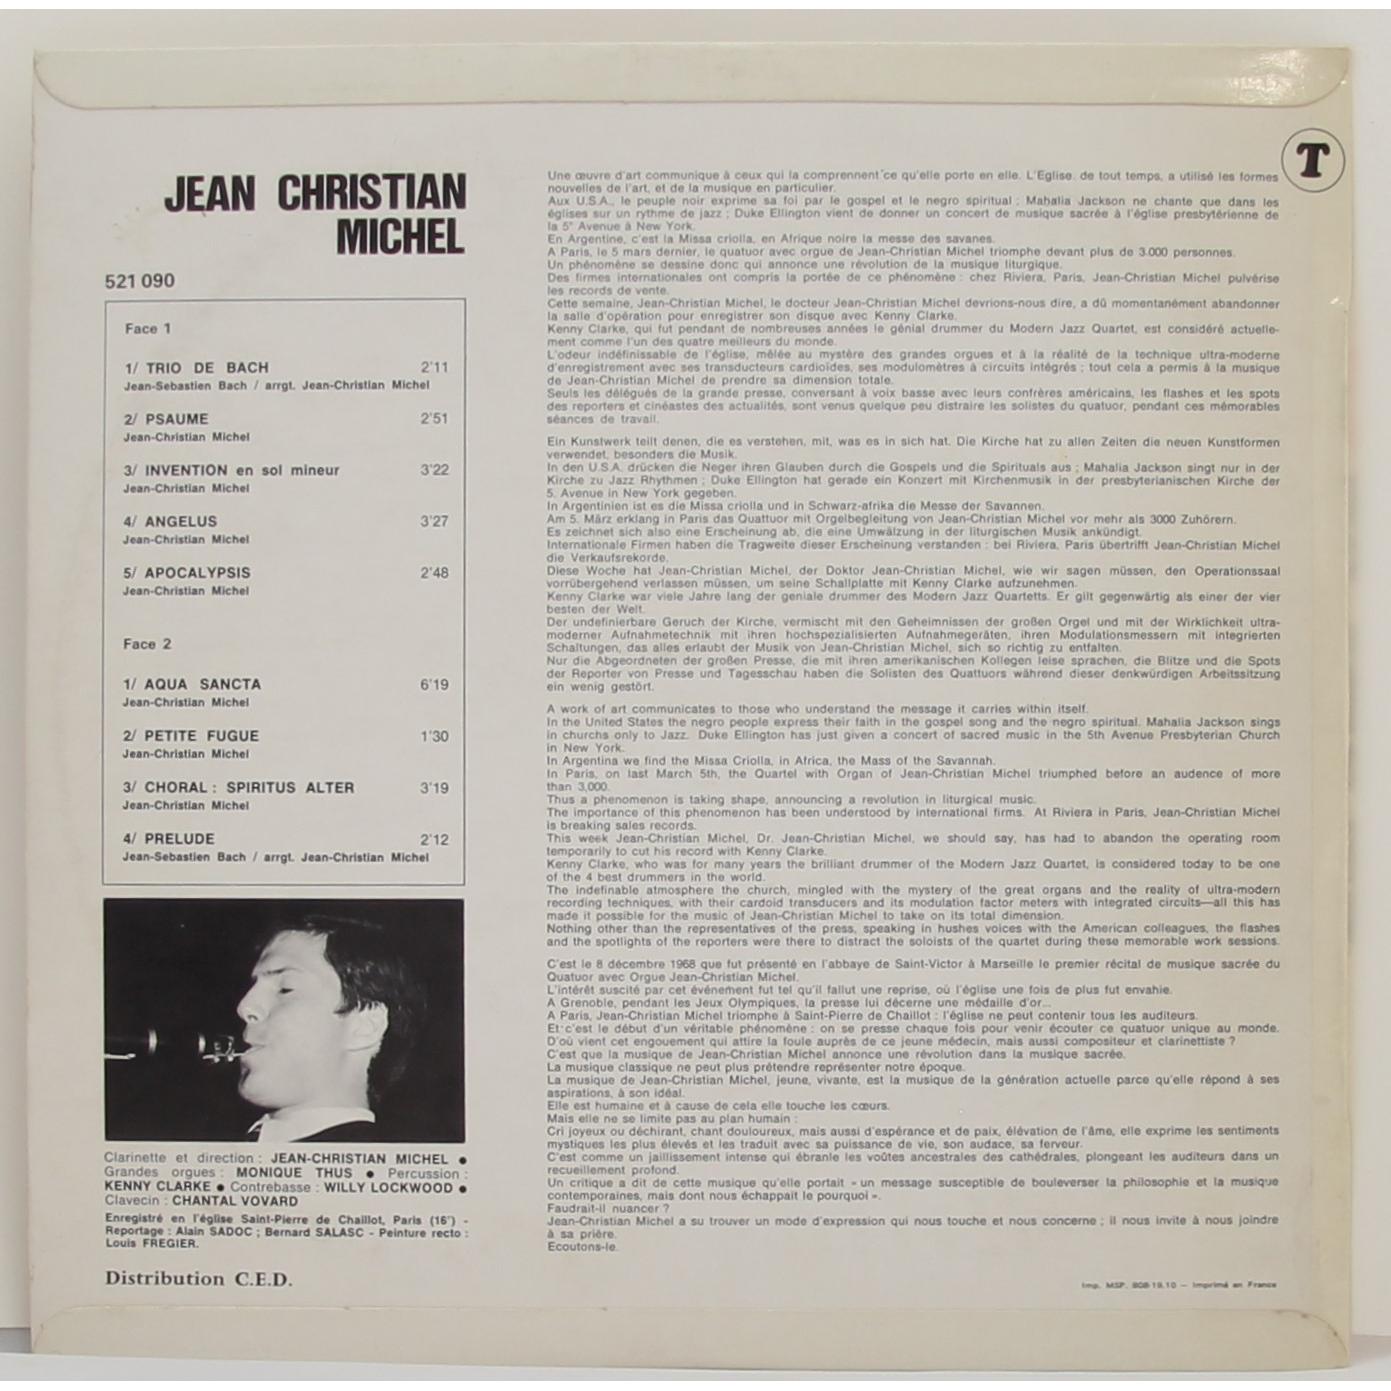 T
JEAN CHRISTIAN
MICHEL
521 090
Face 1
1/ TRIO DE BACH 2'11
Jean-Sebastien Bach / arrgt. Jean-Christian Michel
2/ PSAUME 2'51
Jean-Christian Michel
3/ INVENTION en sol mineur 3'22
Jean-Christian Michel
4/ ANGELUS 3'27
Jean-Christian Michel
5/ APOCALYPSIS 2'48
Jean-Christian Michel
Face 2
1/ AQUA SANCTA 6'19
Jean-Christian Michel
2/ PETITE FUGUE 1'30
Jean-Christian Michel
3/ CHORAL : SPIRITUS ALTER 3'19
Jean-Christian Michel
4/ PRELUDE 2'12
Jean-Sebastien Bach / arrgt. Jean-Christian Michel
Clarinette et direction : JEAN-CHRISTIAN MICHEL ●
Grandes orgues : MONIQUE THUS ● Percussion :
KENNY CLARKE ● Contrebasse : WILLY LOCKWOOD ●
Clavecin : CHANTAL VOVARD
Enregistré en l'église Saint-Pierre de Chaillot, Paris (16°) -
Reportage : Alain SADOC ; Bernard SALASC - Peinture recto :
Louis FREGIER.
Distribution C.E.D.
Une œuvre d'art communique à ceux qui la comprennent ce qu'elle porte en elle. L'Eglise. de tout temps, a utilisé les formes
nouvelles de l'art, et de la musique en particulier.
Aux U.S.A., le peuple noir exprime sa foi par le gospel et le negro spiritual ; Mahalia Jackson ne chante que dans les
églises sur un rythme de jazz ; Duke Ellington vient de donner un concert de musique sacrée à l'église presbytérienne de
la 5° Avenue à New York.
En Argentine, c'est la Missa criolla, en Afrique noire la messe des savanes.
A Paris, le 5 mars dernier, le quatuor avec orgue de Jean-Christian Michel triomphe devant plus de 3.000 personnes.
Un phénomène se dessine donc qui annonce une révolution de la musique liturgique.
Des firmes internationales ont compris la portée de ce phénomène : chez Riviera, Paris, Jean-Christian Michel pulvérise
les records de vente.
Cette semaine, Jean-Christian Michel, le docteur Jean-Christian Michel devrions-nous dire, a dû momentanément abandonner
la salle d'opération pour enregistrer son disque avec Kenny Clarke.
Kenny Clarke, qui fut pendant de nombreuses années le génial drummer du Modern Jazz Quartet, est considéré actuelle-
ment comme l'un des quatre meilleurs du monde.
L'odeur indéfinissable de l'église, mêlée au mystère des grandes orgues et à la réalité de la technique ultra-moderne
d'enregistrement avec ses transducteurs cardioïdes, ses modulomètres à circuits intégrés ; tout cela a permis à la musique
de Jean-Christian Michel de prendre sa dimension totale.
Seuls les délégués de la grande presse, conversant à voix basse avec leurs confrères américains, les flashes et les spots
des reporters et cinéastes des actualités, sont venus quelque peu distraire les solistes du quatuor, pendant ces mémorables
séances de travail.
Ein Kunstwerk teilt denen, die es verstehen, mit, was es in sich hat. Die Kirche hat zu allen Zeiten die neuen Kunstformen
verwendet, besonders die Musik.
In den U.S.A. drücken die Neger ihren Glauben durch die Gospels und die Spirituals aus ; Mahalia Jackson singt nur in der
Kirche zu Jazz Rhythmen ; Duke Ellington hat gerade ein Konzert mit Kirchenmusik in der presbyterianischen Kirche der
5. Avenue in New York gegeben.
In Argentinien ist es die Missa criolla und in Schwarz-afrika die Messe der Savannen.
Am 5. März erklang in Paris das Quattuor mit Orgelbegleitung von Jean-Christian Michel vor mehr als 3000 Zuhörern.
Es zeichnet sich also eine Erscheinung ab, die eine Umwälzung in der liturgischen Musik ankündigt.
Internationale Firmen haben die Tragweite dieser Erscheinung verstanden : bei Riviera, Paris übertrifft Jean-Christian Michel
die Verkaufsrekorde.
Diese Woche hat Jean-Christian Michel, der Doktor Jean-Christian Michel, wie wir sagen müssen, den Operationssaal
vorrübergehend verlassen müssen, um seine Schallplatte mit Kenny Clarke aufzunehmen.
Kenny Clarke war viele Jahre lang der geniale drummer des Modern Jazz Quartetts. Er gilt gegenwärtig als einer der vier
besten der Welt.
Der undefinierbare Geruch der Kirche, vermischt mit den Geheimnissen der großen Orgel und mit der Wirklichkeit ultra-
moderner Aufnahmetechnik mit ihren hochspezialisierten Aufnahmegeräten, ihren Modulationsmessern mit integrierten
Schaltungen, das alles erlaubt der Musik von Jean-Christian Michel, sich so richtig zu entfalten.
Nur die Abgeordneten der großen Presse, die mit ihren amerikanischen Kollegen leise sprachen, die Blitze und die Spots
der Reporter von Presse und Tagesschau haben die Solisten des Quattuors während dieser denkwürdigen Arbeitssitzung
ein wenig gestört.
A work of art communicates to those who understand the message it carries within itself.
In the United States the negro people express their faith in the gospel song and the negro spiritual. Mahalia Jackson sings
in churchs only to Jazz. Duke Ellington has just given a concert of sacred music in the 5th Avenue Presbyterian Church
in New York.
In Argentina we find the Missa Criolla, in Africa, the Mass of the Savannah.
In Paris, on last March 5th, the Quartel with Organ of Jean-Christian Michel triumphed before an audence of more
than 3,000.
Thus a phenomenon is taking shape, announcing a revolution in liturgical music.
The importance of this phenomenon has been understood by international firms. At Riviera in Paris, Jean-Christian Michel
is breaking sales records.
This week Jean-Christian Michel, Dr. Jean-Christian Michel, we should say, has had to abandon the operating room
temporarily to cut his record with Kenny Clarke.
Kenny Clarke, who was for many years the brilliant drummer of the Modern Jazz Quartet, is considered today to be one
of the 4 best drummers in the world.
The indefinable atmosphere the church, mingled with the mystery of the great organs and the reality of ultra-modern
recording techniques, with their cardoid transducers and its modulation factor meters with integrated circuits—all this has
made it possible for the music of Jean-Christian Michel to take on its total dimension.
Nothing other than the representatives of the press, speaking in hushes voices with the American colleagues, the flashes
and the spotlights of the reporters were there to distract the soloists of the quartet during these memorable work sessions.
C'est le 8 décembre 1968 que fut présenté en l'abbaye de Saint-Victor à Marseille le premier récital de musique sacrée du
Quatuor avec Orgue Jean-Christian Michel.
L'intérêt suscité par cet événement fut tel qu'il fallut une reprise, où l'église une fois de plus fut envahie.
A Grenoble, pendant les Jeux Olympiques, la presse lui décerne une médaille d'or...
A Paris, Jean-Christian Michel triomphe à Saint-Pierre de Chaillot : l'église ne peut contenir tous les auditeurs.
Et c'est le début d'un véritable phénomène : on se presse chaque fois pour venir écouter ce quatuor unique au monde.
D'où vient cet engouement qui attire la foule auprès de ce jeune médecin, mais aussi compositeur et clarinettiste ?
C'est que la musique de Jean-Christian Michel annonce une révolution dans la musique sacrée.
La musique classique ne peut plus prétendre représenter notre époque.
La musique de Jean-Christian Michel, jeune, vivante, est la musique de la génération actuelle parce qu'elle répond à ses
aspirations, à son idéal.
Elle est humaine et à cause de cela elle touche les cœurs.
Mais elle ne se limite pas au plan humain :
Cri joyeux ou déchirant, chant douloureux, mais aussi d'espérance et de paix, élévation de l'âme, elle exprime les sentiments
mystiques les plus élevés et les traduit avec sa puissance de vie, son audace, sa ferveur.
C'est comme un jaillissement intense qui ébranle les voûtes ancestrales des cathédrales, plongeant les auditeurs dans un
recueillement profond.
Un critique a dit de cette musique qu'elle portait « un message susceptible de bouleverser la philosophie et la musique
contemporaines, mais dont nous échappait le pourquoi ».
Faudrait-il nuancer ?
Jean-Christian Michel a su trouver un mode d'expression qui nous touche et nous concerne ; il nous invite à nous joindre
à sa prière.
Ecoutons-le.
Imp. MSP. 808-19.10 — Imprimé en France